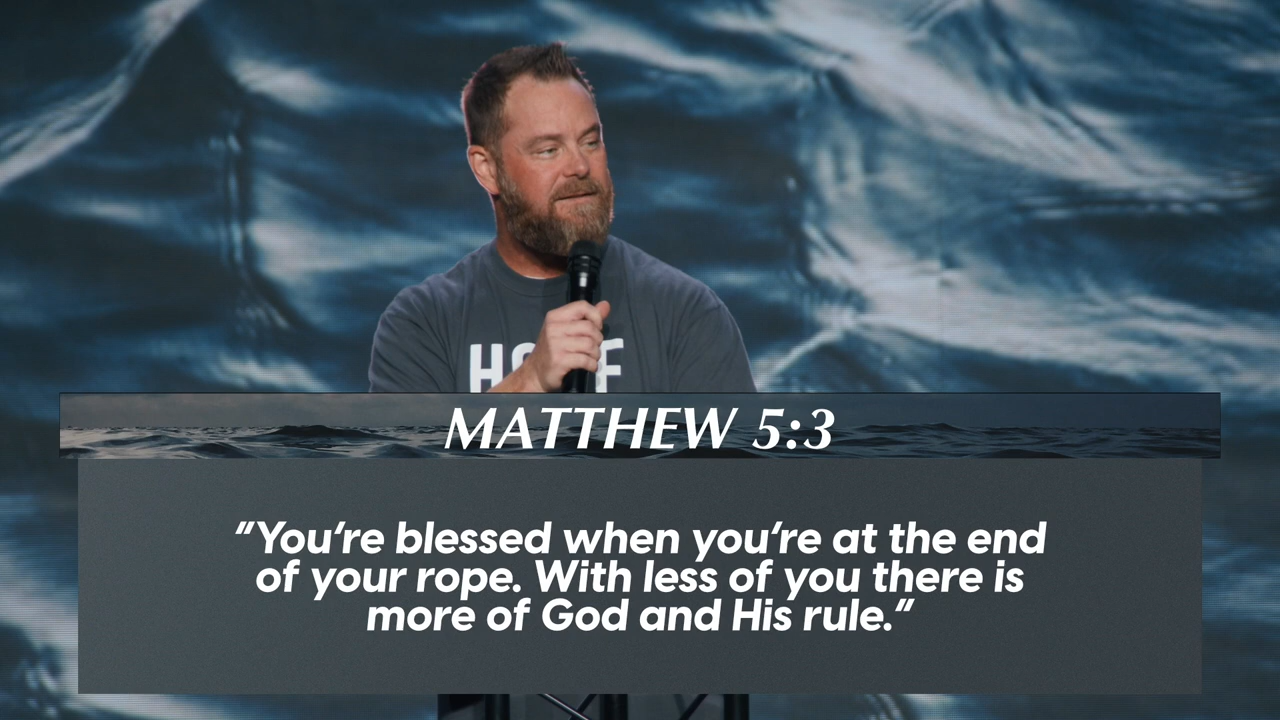 MATTHEW 5:3
“You’re blessed when you’re at the end
of your rope. With less of you there is
more of God and His rule.”